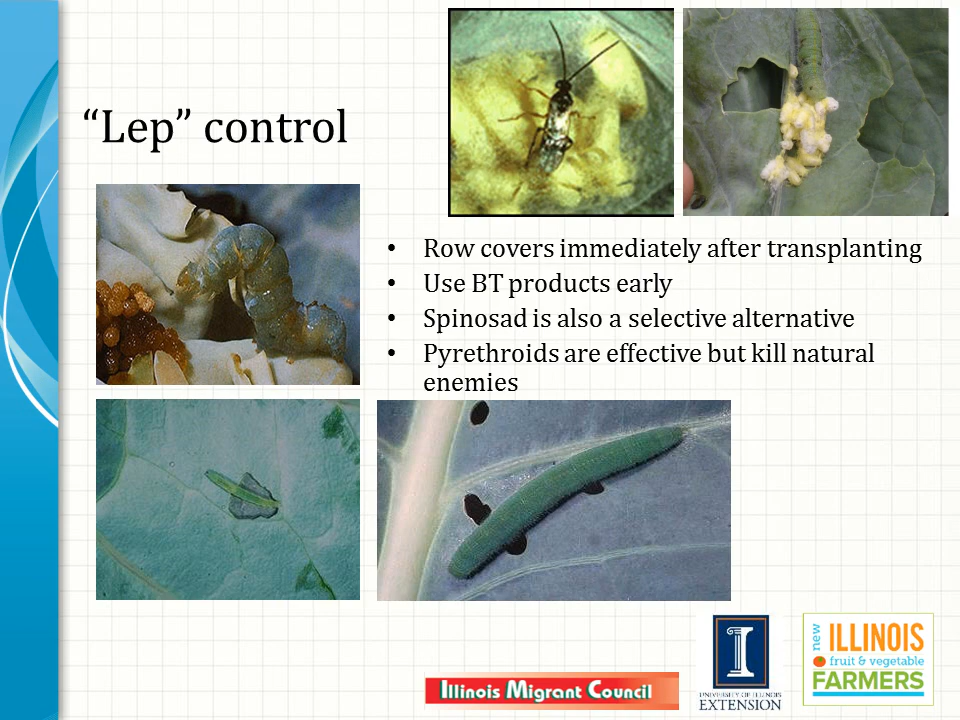 “Lep” control
• Row covers immediately after transplanting
• Use BT products early
• Spinosad is also a selective alternative
• Pyrethroids are effective but kill natural
enemies
Illinois Migrant Council
I
UNIVERSITY OF ILLINOIS
EXTENSION
new
ILLINOIS
fruit & vegetable
FARMERS